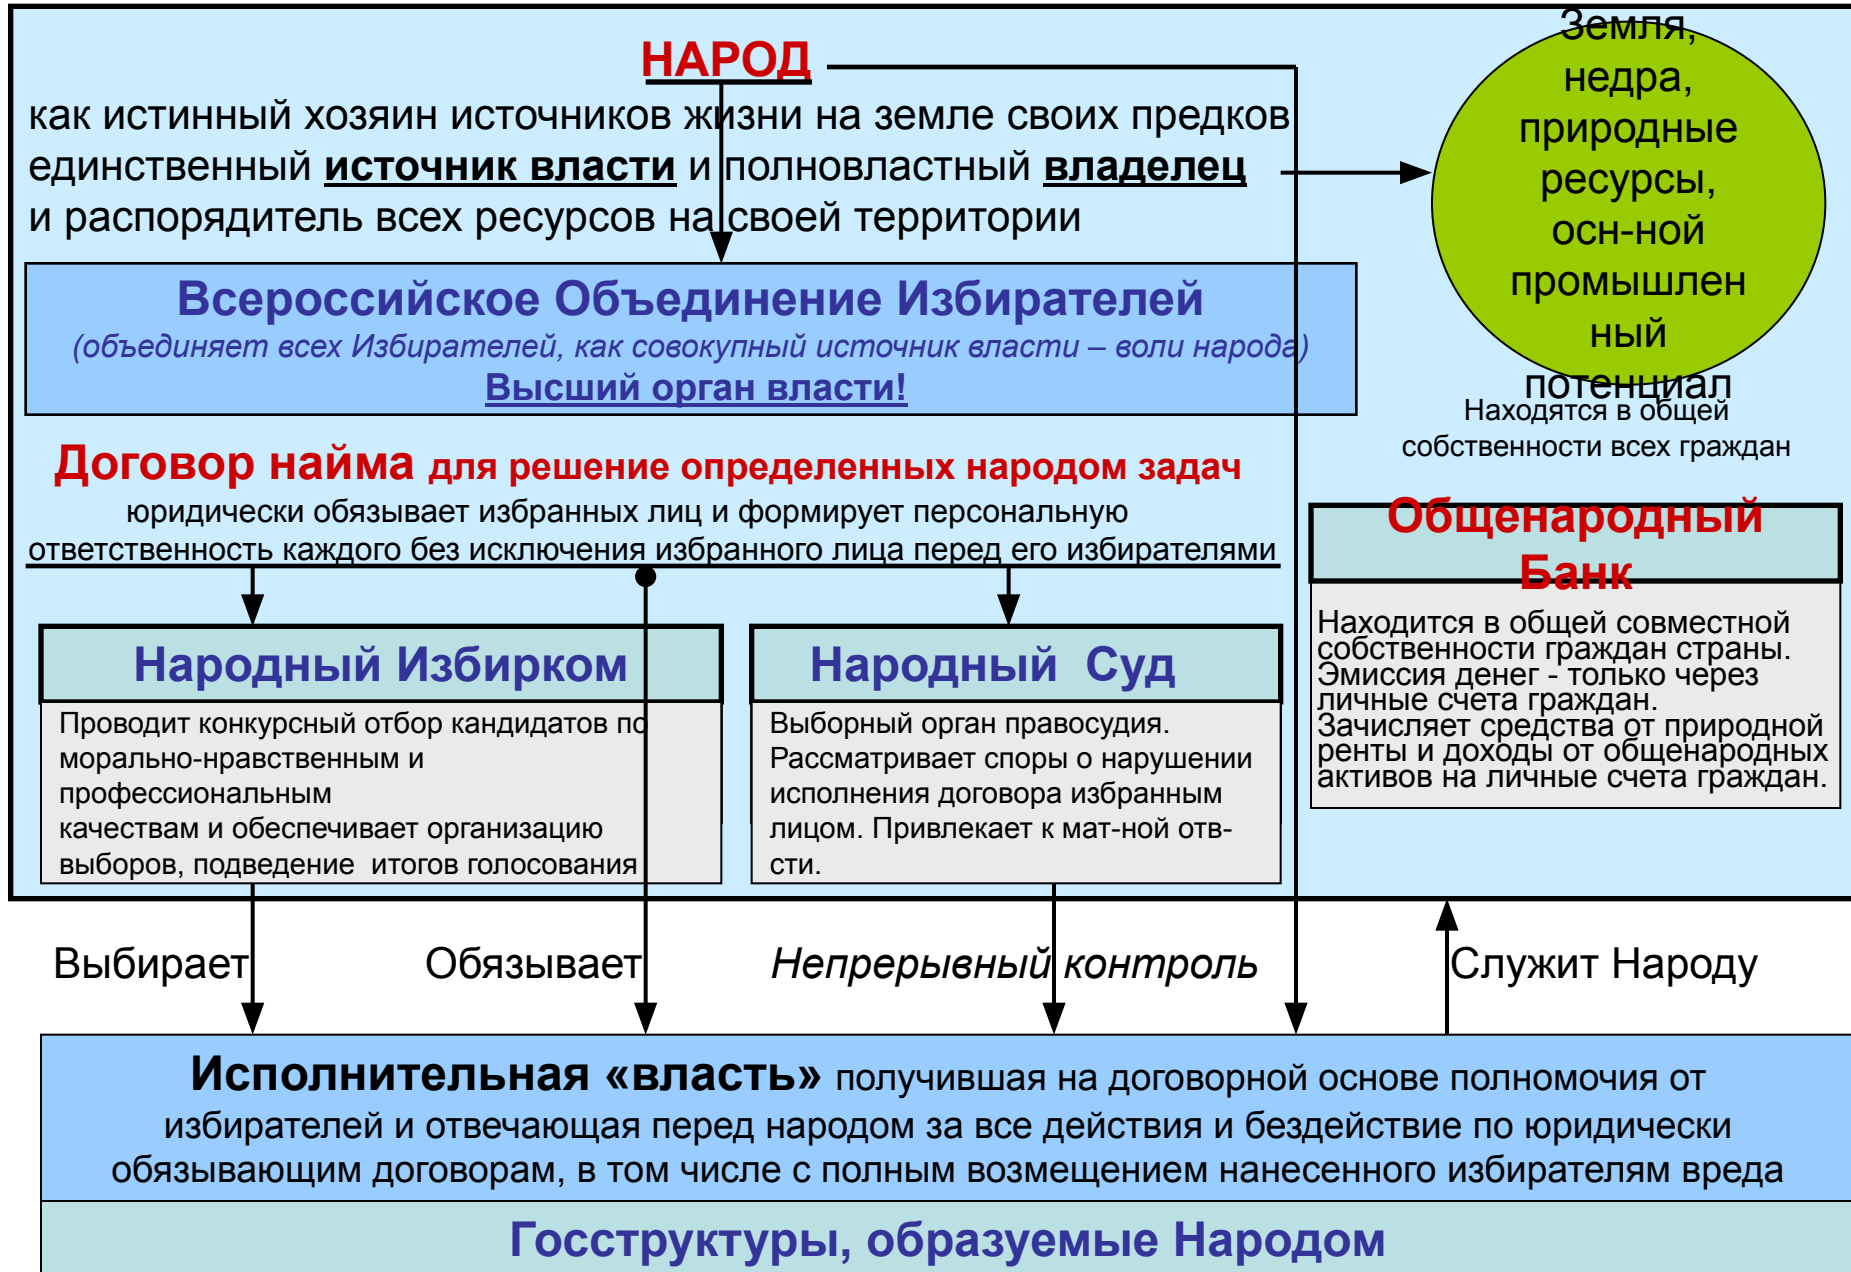 НАРОД
как истинный хозяин источников жизни на земле своих предков
единственный источник власти и полновластный владелец
и распорядитель всех ресурсов на своей территории
Земля,
недра,
природные
ресурсы,
осн-ной
промышлен
ный
потенциал
Находятся в общей
собственности всех граждан
Всероссийское Объединение Избирателей
(объединяет всех Избирателей, как совокупный источник власти – воли народа)
Высший орган власти!
Договор найма для решение определенных народом задач
юридически обязывает избранных лиц и формирует персональную
ответственность каждого без исключения избранного лица перед его избирателями
Общенародный
Банк
Находится в общей совместной
собственности граждан страны.
Эмиссия денег - только через
личные счета граждан.
Зачисляет средства от природной
ренты и доходы от общенародных
активов на личные счета граждан.
Народный Избирком
Проводит конкурсный отбор кандидатов по
морально-нравственным и
профессиональным
качествам и обеспечивает организацию
выборов, подведение итогов голосования
Народный Суд
Выборный орган правосудия.
Рассматривает споры о нарушении
исполнения договора избранным
лицом. Привлекает к мат-ной отв-
сти.
Выбирает
Обязывает
Непрерывный контроль
Служит Народу
Исполнительная «власть» получившая на договорной основе полномочия от
избирателей и отвечающая перед народом за все действия и бездействие по юридически
обязывающим договорам, в том числе с полным возмещением нанесенного избирателям вреда
Госструктуры, образуемые Народом